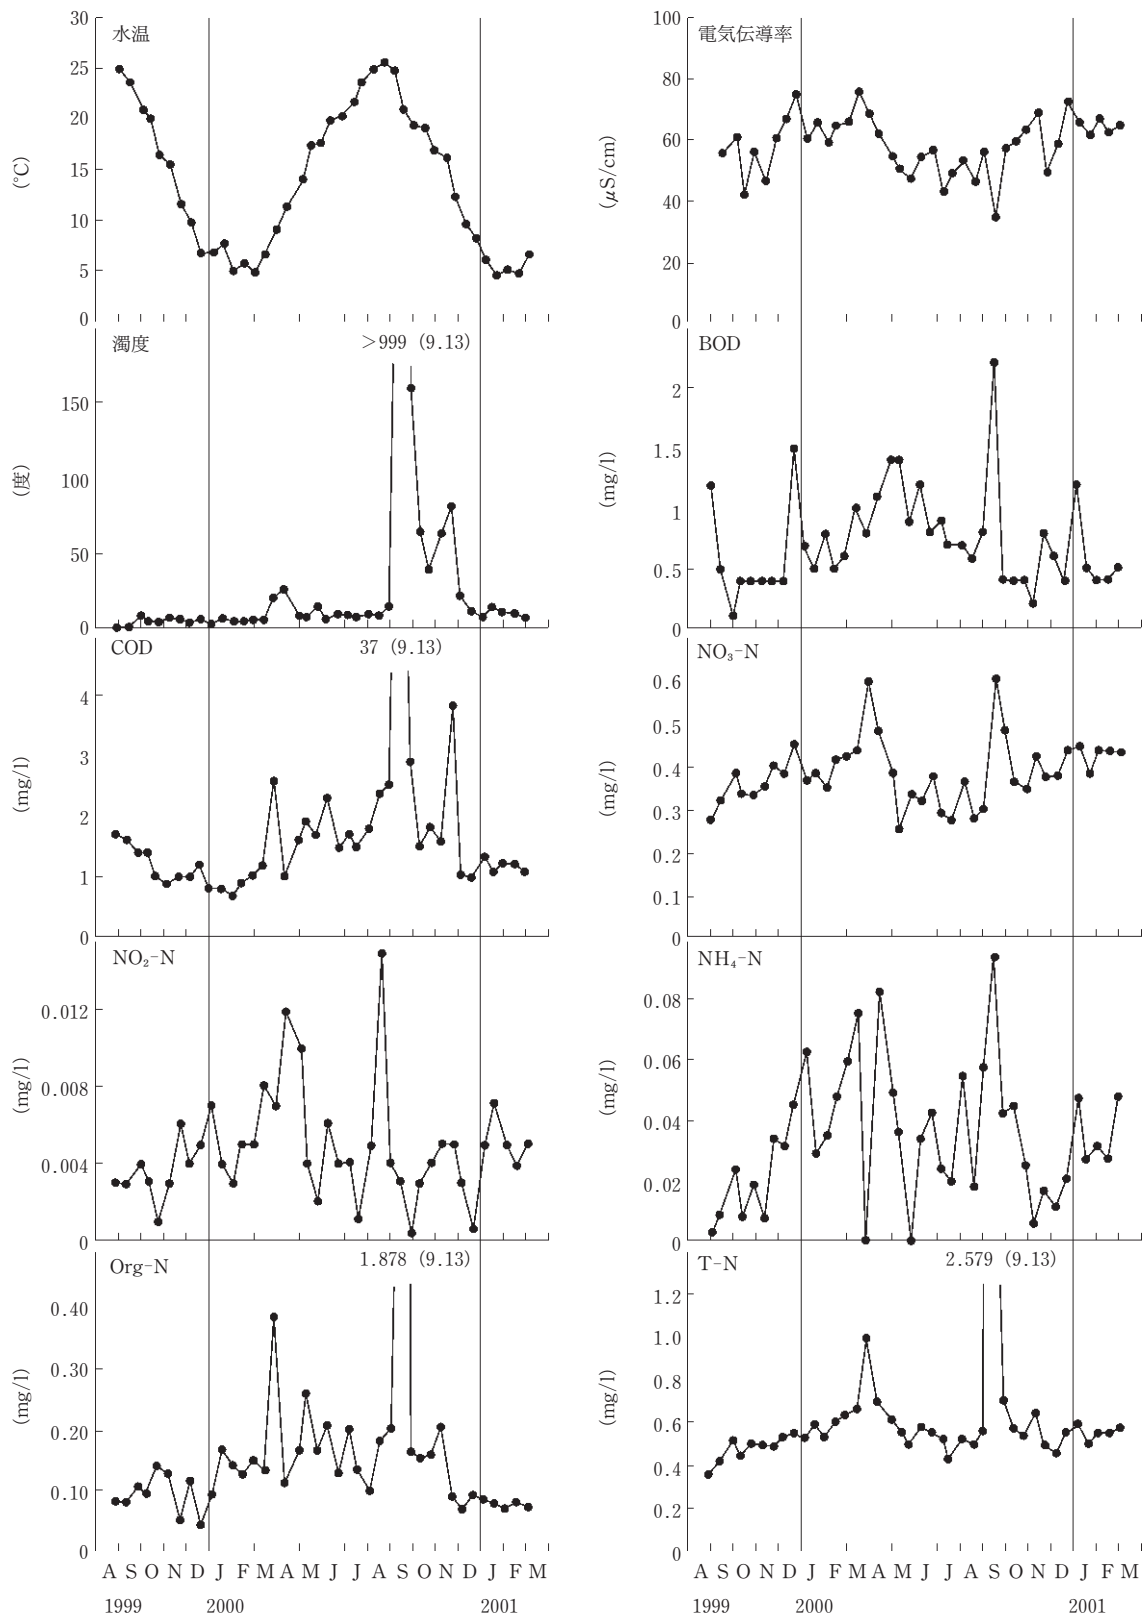 水温
30
25
20
15
10
5
0
(℃)
電気伝導率
100
80
60
40
20
0
(μS/cm)
濁度
>999 (9.13)
150
100
50
0
(度)
BOD
2
1.5
1
0.5
0
(mg/l)
COD
37 (9.13)
4
3
2
1
0
(mg/l)
NO₃-N
0.6
0.5
0.4
0.3
0.2
0.1
0
(mg/l)
NO₂-N
0.012
0.008
0.004
0
(mg/l)
NH₄-N
0.08
0.06
0.04
0.02
0
(mg/l)
Org-N
1.878 (9.13)
0.40
0.30
0.20
0.10
0
(mg/l)
A S O N D J F M A M J J A S O N D J F M
1999 2000 2001
T-N
2.579 (9.13)
1.2
1.0
0.8
0.6
0.4
0.2
0
(mg/l)
A S O N D J F M A M J J A S O N D J F M
1999 2000 2001